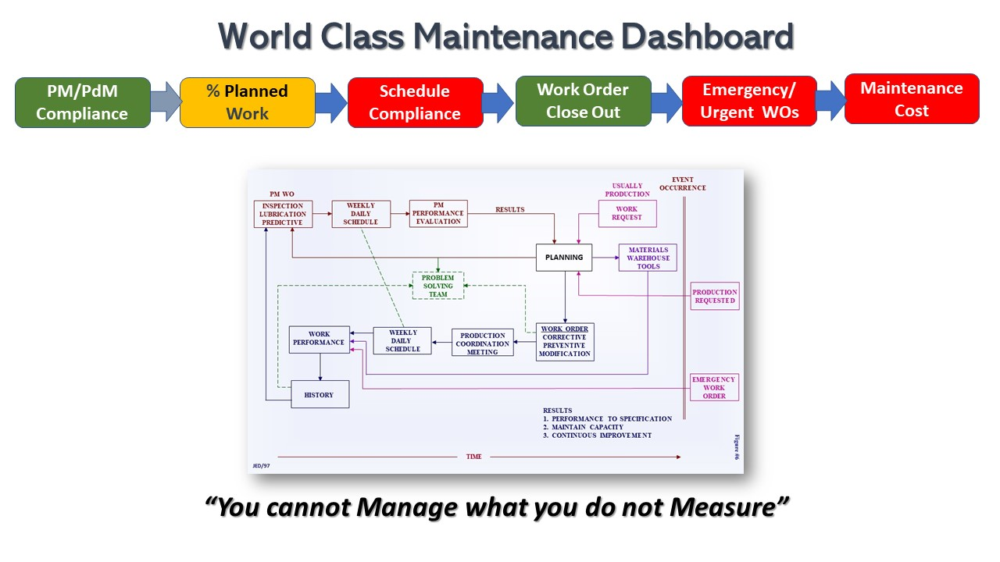 World Class Maintenance Dashboard
PM/PdM
Compliance
% Planned
Work
Schedule
Compliance
Work Order
Close Out
Emergency/
Urgent WOs
Maintenance
Cost
PM WO
INSPECTION
LUBRICATION
PREDICTIVE
WEEKLY
DAILY
SCHEDULE
PM
PERFORMANCE
EVALUATION
RESULTS
USUALLY
PRODUCTION
WORK
REQUEST
EVENT
OCCURRENCE
PLANNING
MATERIALS
WAREHOUSE
TOOLS
PROBLEM
SOLVING
TEAM
PRODUCTION
REQUESTED
WORK
PERFORMANCE
WEEKLY
DAILY
SCHEDULE
PRODUCTION
COORDINATION
MEETING
WORK ORDER
CORRECTIVE
PREVENTIVE
MODIFICATION
HISTORY
EMERGENCY
WORK
ORDER
RESULTS
1. PERFORMANCE TO SPECIFICATION
2. MAINTAIN CAPACITY
3. CONTINUOUS IMPROVEMENT
Figure #6
TIME
JED/97
“You cannot Manage what you do not Measure”